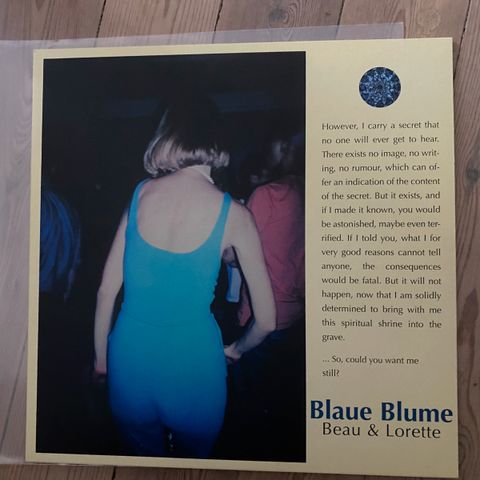 However, I carry a secret that
no one will ever get to hear.
There exists no image, no writ-
ing, no rumour, which can of-
fer an indication of the content
of the secret. But it exists, and
if I made it known, you would
be astonished, maybe even ter-
rified. If I told you, what I for
very good reasons cannot tell
anyone, the consequences
would be fatal. But it will not
happen, now that I am solidly
determined to bring with me
this spiritual shrine into the
grave.
... So, could you want me
still?
Blaue Blume
Beau & Lorette